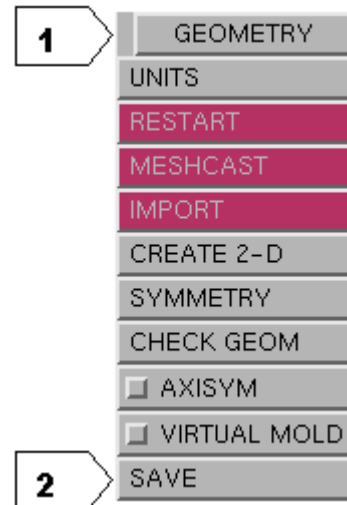 1 GEOMETRY
UNITS
RESTART
MESHCAST
IMPORT
CREATE 2-D
SYMMETRY
CHECK GEOM
AXISYM
VIRTUAL MOLD
2 SAVE